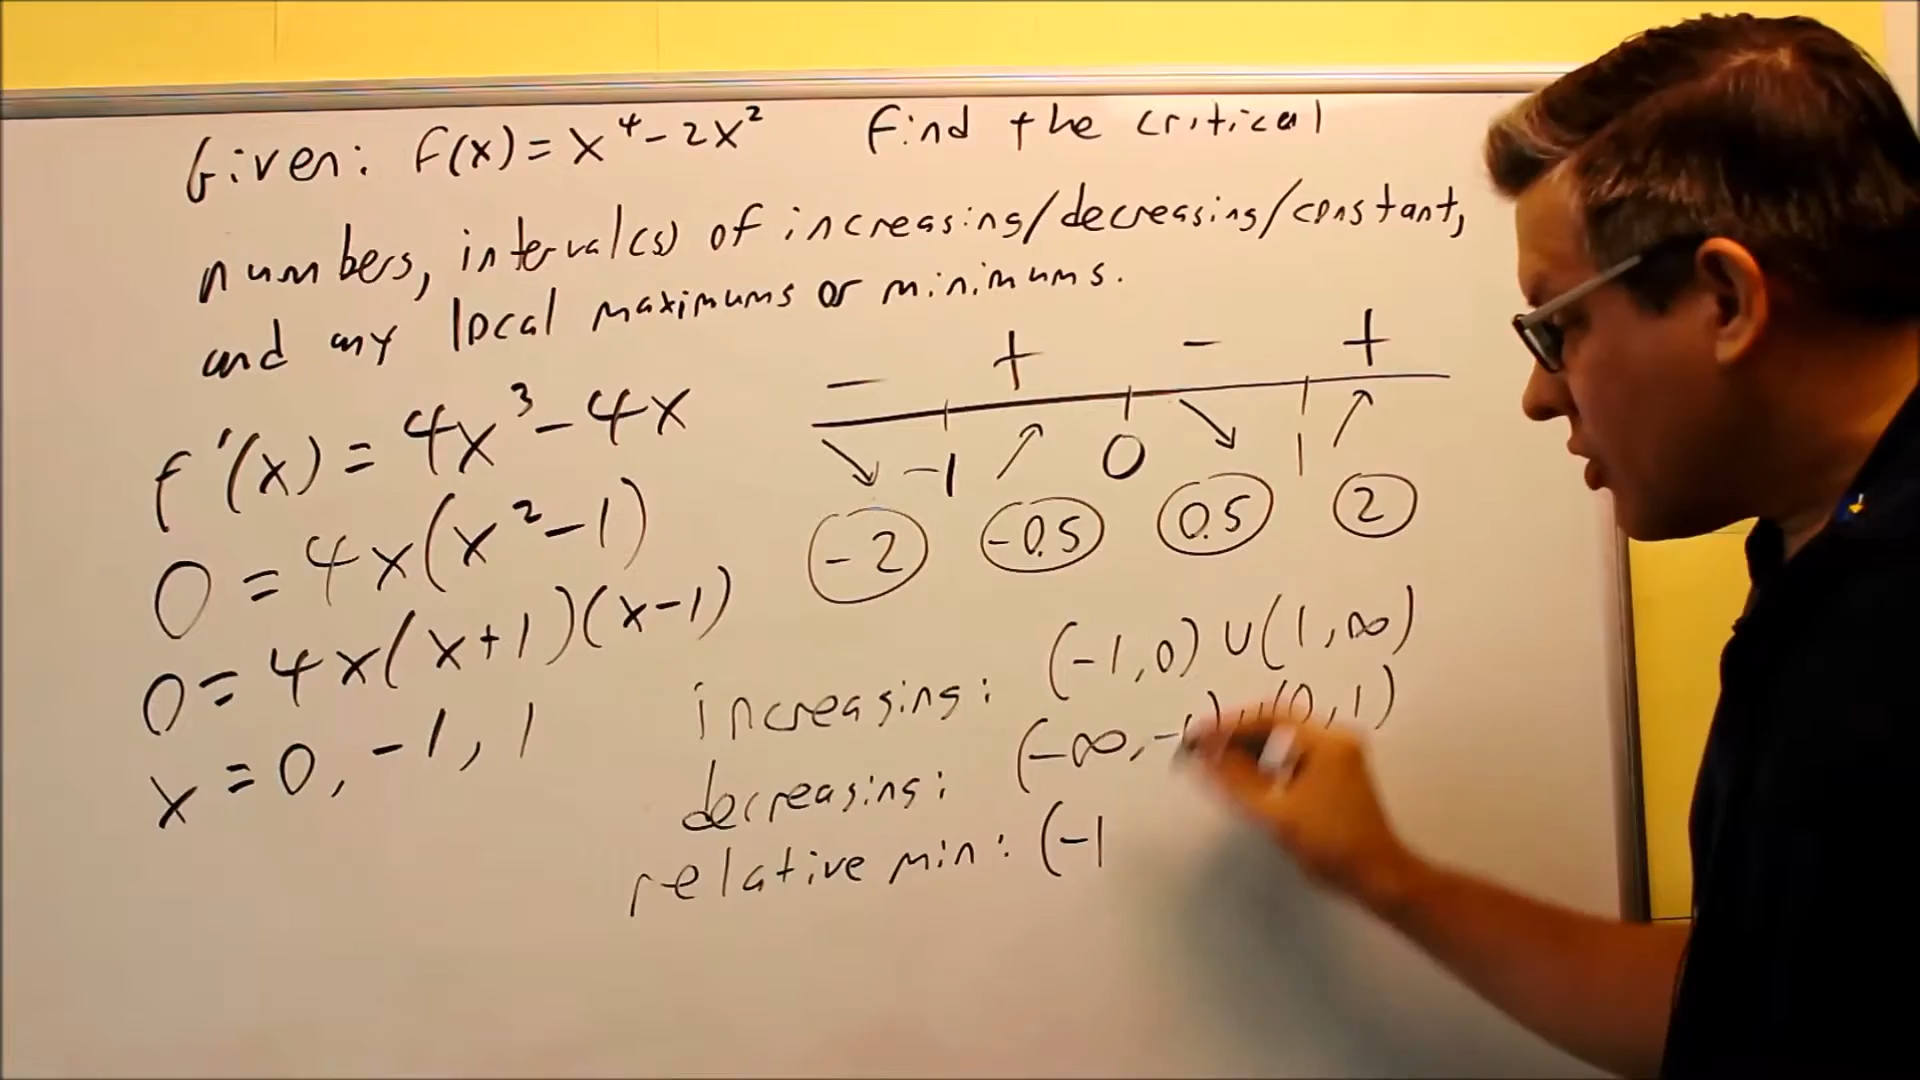 Given: f(x) = x⁴ - 2x² Find the critical
numbers, interval(s) of increasing/decreasing/constant,
and any local maximums or minimums.
f'(x) = 4x³ - 4x
0 = 4x(x² - 1)
0 = 4x(x+1)(x-1)
x = 0, -1, 1
- + - +
-1 0 1
-2 -0.5 0.5 2
increasing: (-1,0) ∪ (1,∞)
decreasing: (-∞,-1) ∪ (0,1)
relative min: (-1